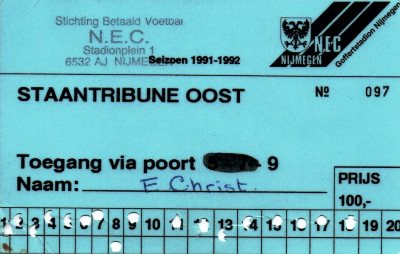 Stichting Betaald Voetbal
N.E.C.
Stadionplein 1
6532 AJ NIJMEGEN
Seizoen 1991-1992
N.E.C
NIJMEGEN
Goffertstadion Nijmegen
STAANTRIBUNE OOST
Nº 097
Toegang via poort 9
Naam: E Christ.
PRIJS
100,-
1 2 3 4 5 6 7 8 9 10 11 12 13 14 15 16 17 18 19 20